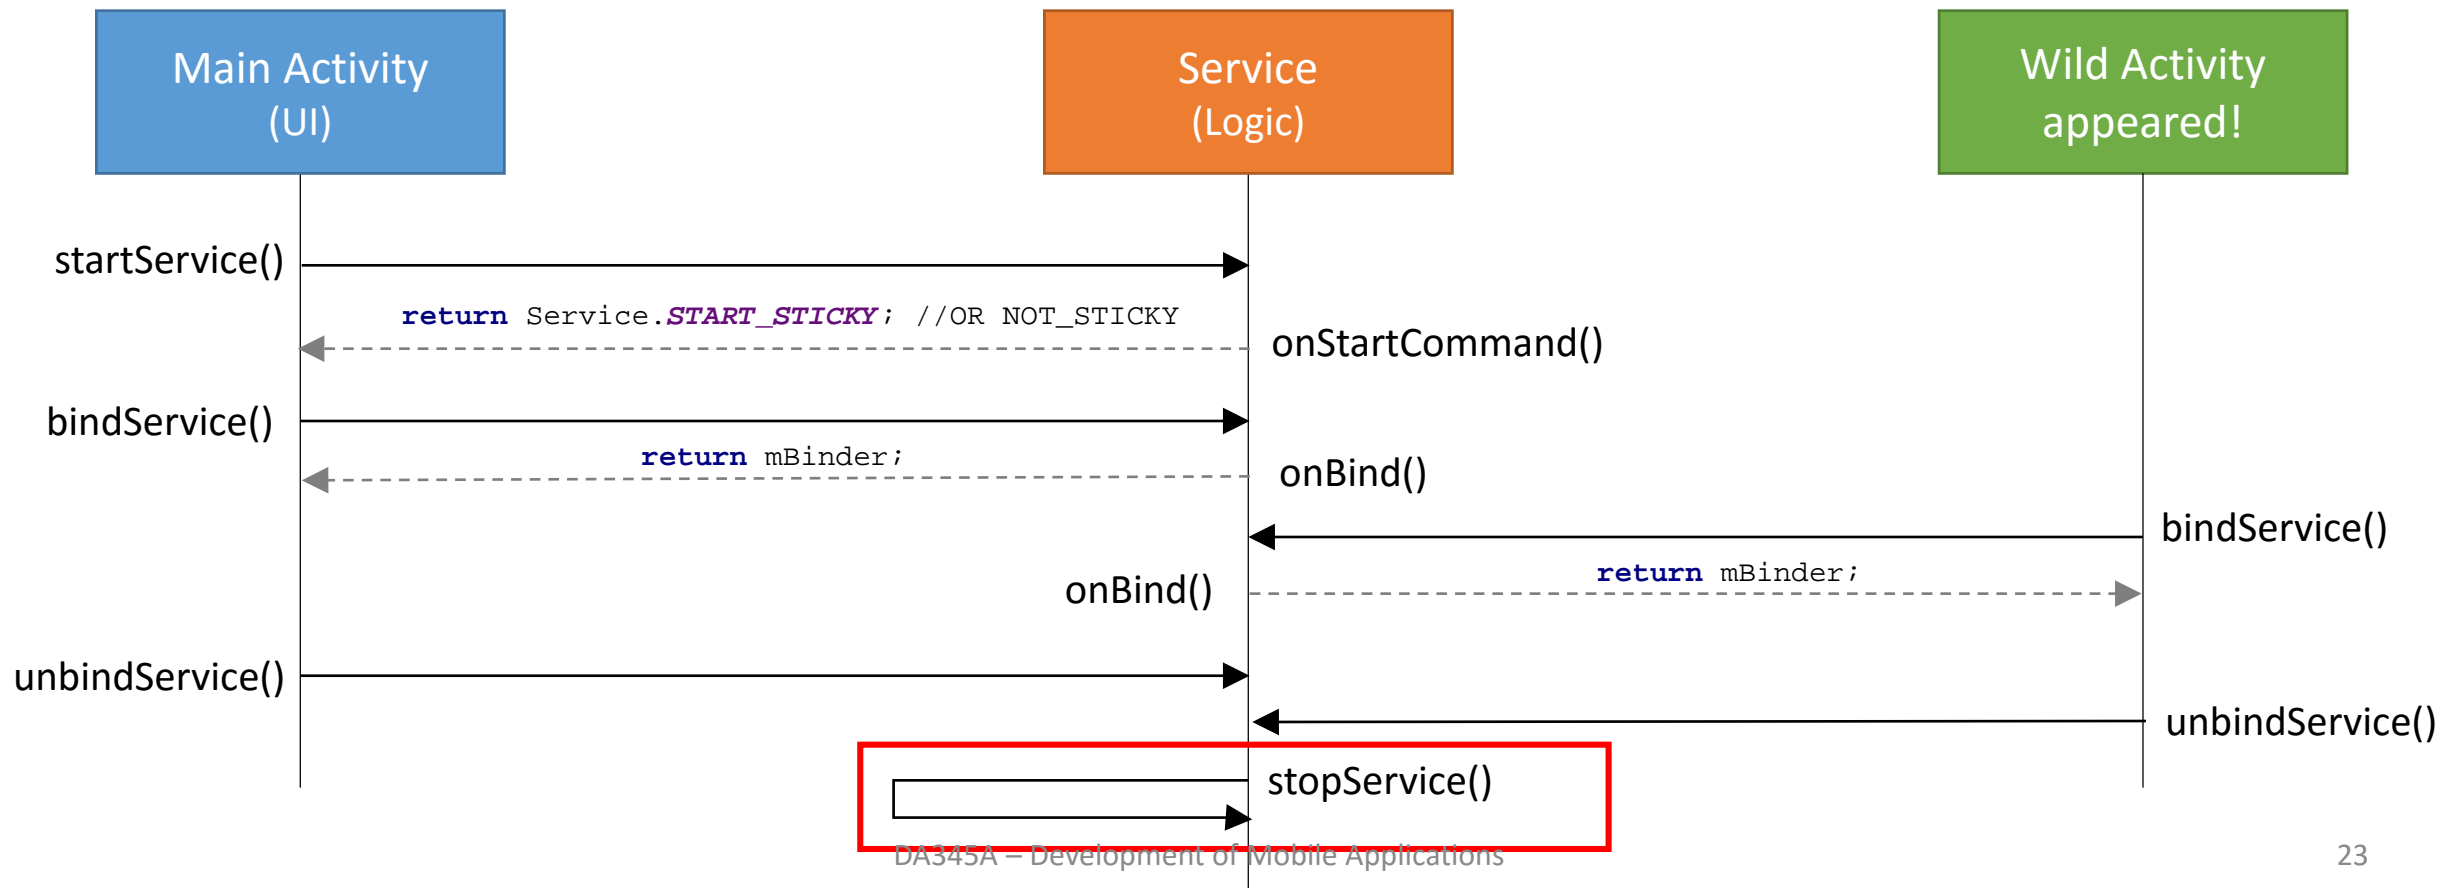 Main Activity
(UI)
Service
(Logic)
Wild Activity
appeared!
startService()
return Service.START_STICKY; //OR NOT_STICKY
onStartCommand()
bindService()
return mBinder;
onBind()
bindService()
return mBinder;
onBind()
unbindService()
unbindService()
stopService()
DA345A – Development of Mobile Applications
23